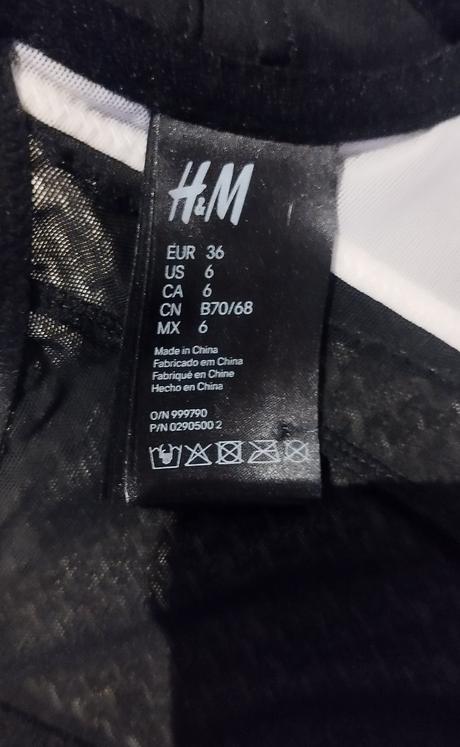 H&M
EUR 36
US 6
CA 6
CN B70/68
MX 6
Made in China
Fabricado em China
Fabriqué en Chine
Hecho en China
O/N 999790
P/N 0290500 2